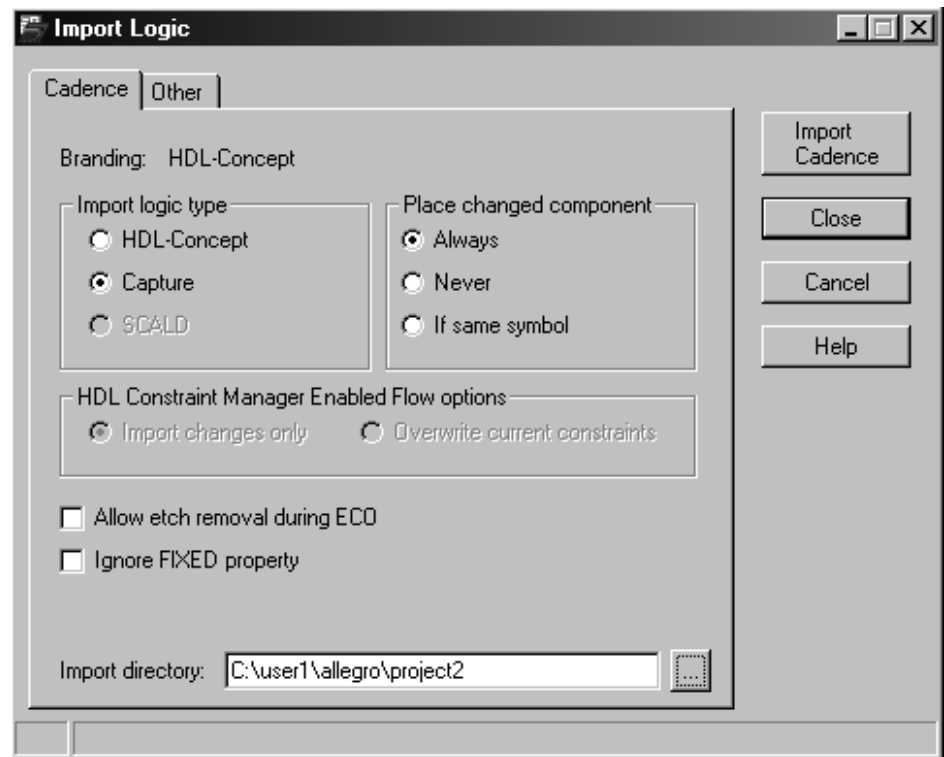 Import Logic
Cadence
Other
Branding: HDL-Concept
Import logic type
HDL-Concept
Capture
SCALD
Place changed component
Always
Never
If same symbol
HDL Constraint Manager Enabled Flow options
Import changes only
Overwrite current constraints
Allow etch removal during ECO
Ignore FIXED property
Import directory: C:\user1\allegro\project2 ...
Import
Cadence
Close
Cancel
Help